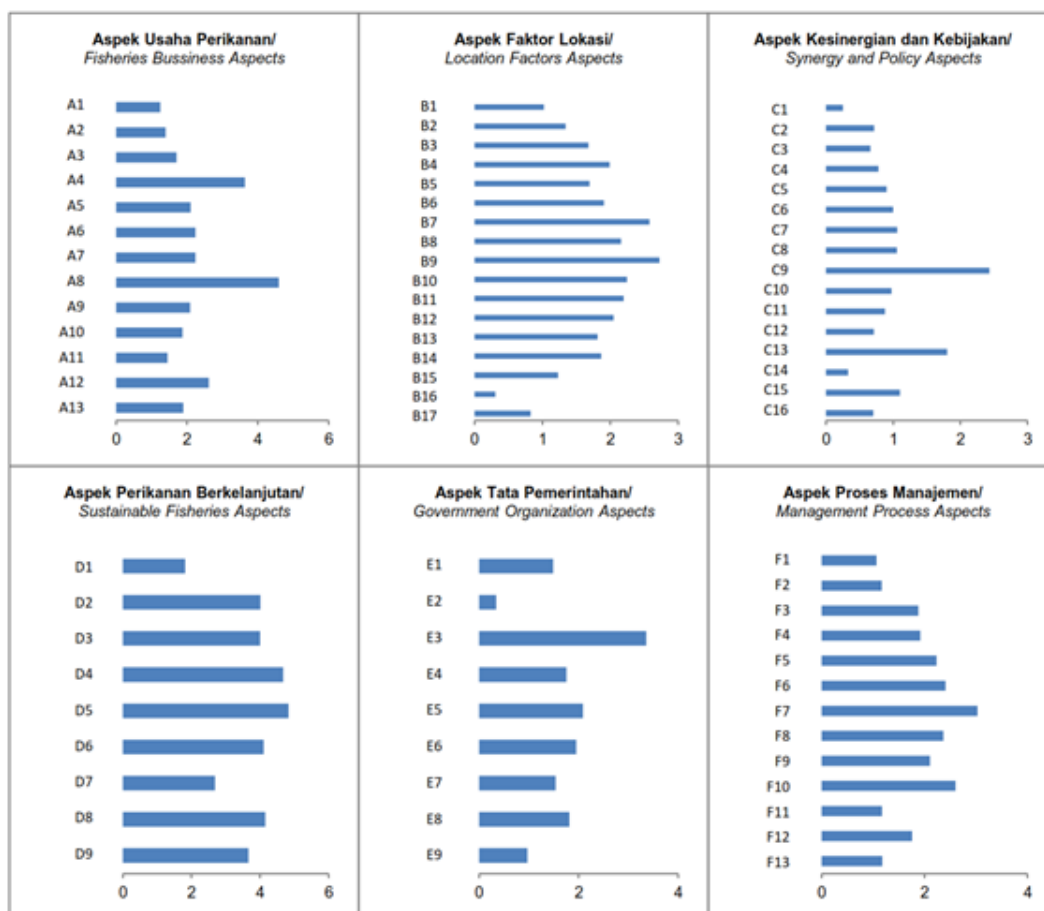 Aspek Usaha Perikanan/
Fisheries Bussiness Aspects
A1
A2
A3
A4
A5
A6
A7
A8
A9
A10
A11
A12
A13
0 2 4 6
Aspek Faktor Lokasi/
Location Factors Aspects
B1
B2
B3
B4
B5
B6
B7
B8
B9
B10
B11
B12
B13
B14
B15
B16
B17
0 1 2 3
Aspek Kesinergian dan Kebijakan/
Synergy and Policy Aspects
C1
C2
C3
C4
C5
C6
C7
C8
C9
C10
C11
C12
C13
C14
C15
C16
0 1 2 3
Aspek Perikanan Berkelanjutan/
Sustainable Fisheries Aspects
D1
D2
D3
D4
D5
D6
D7
D8
D9
0 2 4 6
Aspek Tata Pemerintahan/
Government Organization Aspects
E1
E2
E3
E4
E5
E6
E7
E8
E9
0 2 4
Aspek Proses Manajemen/
Management Process Aspects
F1
F2
F3
F4
F5
F6
F7
F8
F9
F10
F11
F12
F13
0 2 4